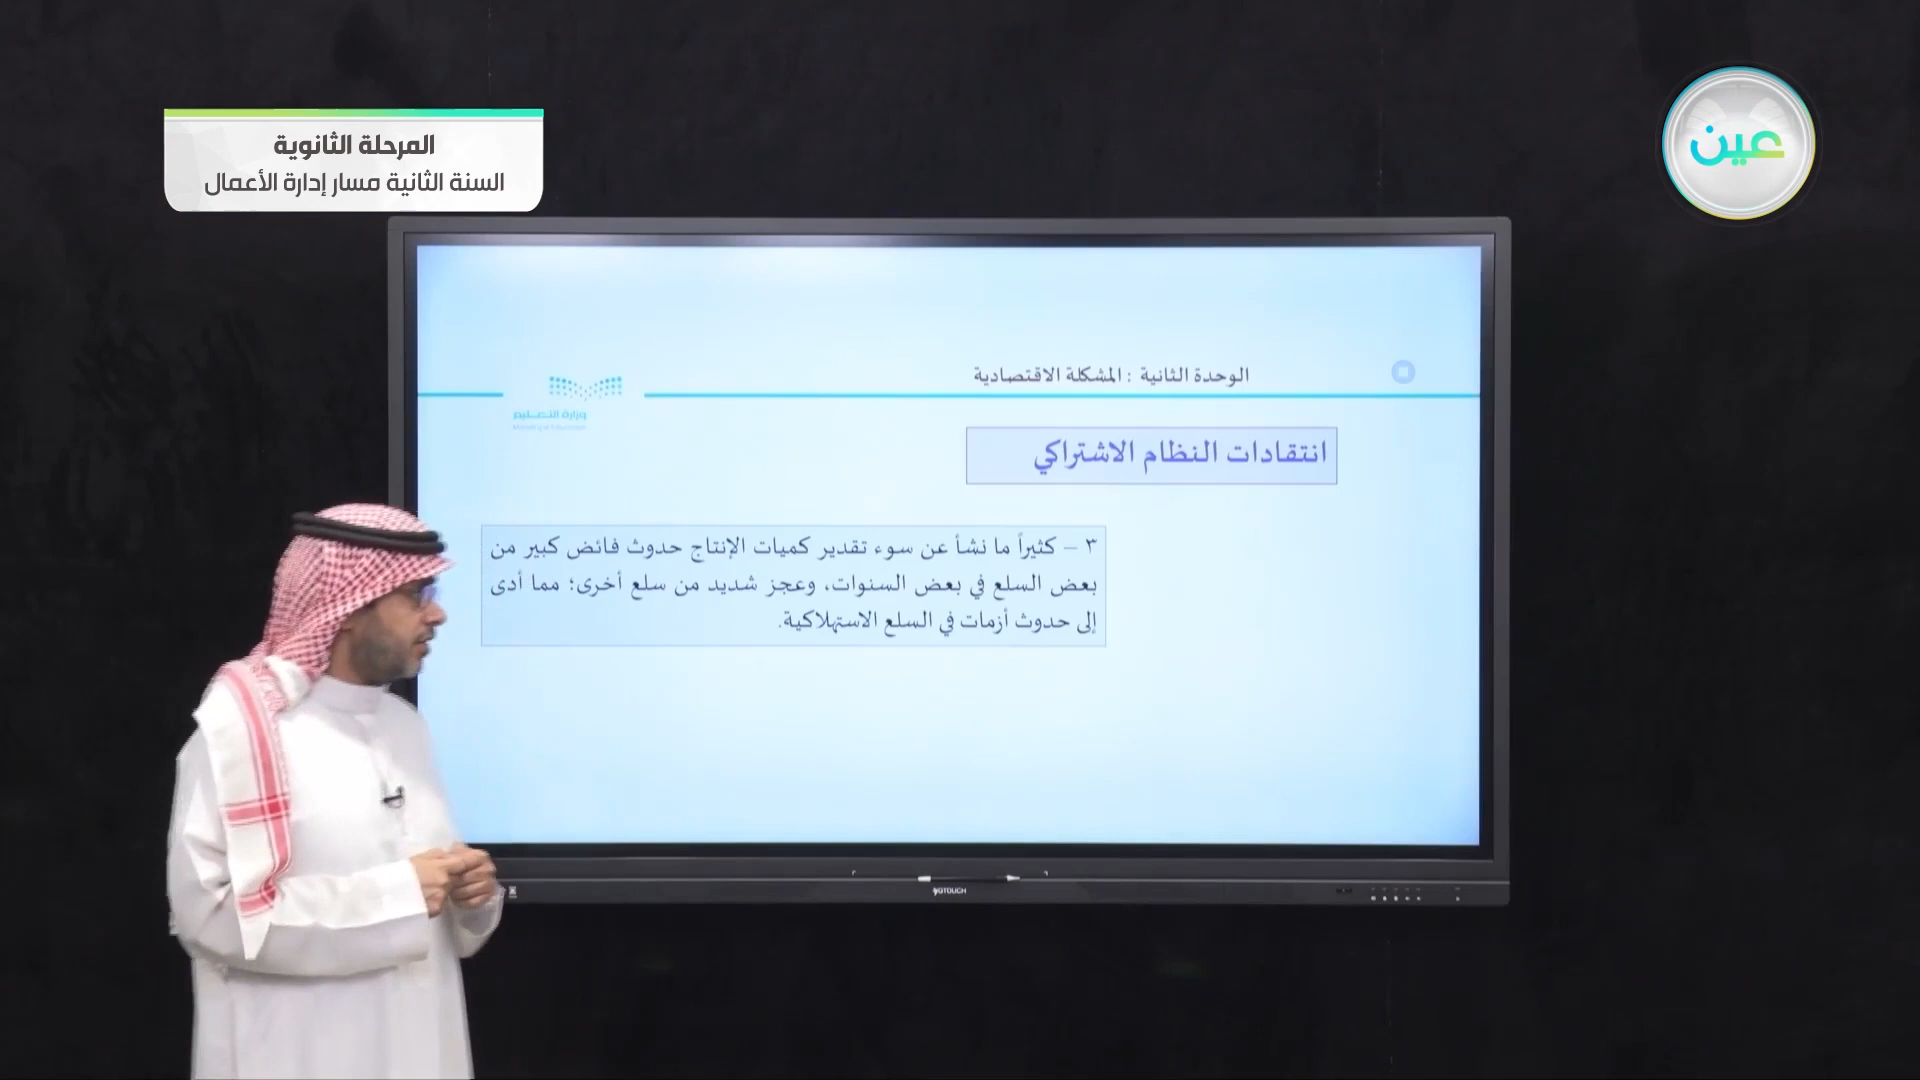 المرحلة الثانوية
السنة الثانية مسار إدارة الأعمال
عين
الوحدة الثانية : المشكلة الاقتصادية
وزارة التعليم
انتقادات النظام الاشتراكي
٣ – كثيراً ما نشأ عن سوء تقدير كميات الإنتاج حدوث فائض كبير من
بعض السلع في بعض السنوات، وعجز شديد من سلع أخرى؛ مما أدى
إلى حدوث أزمات في السلع الاستهلاكية.